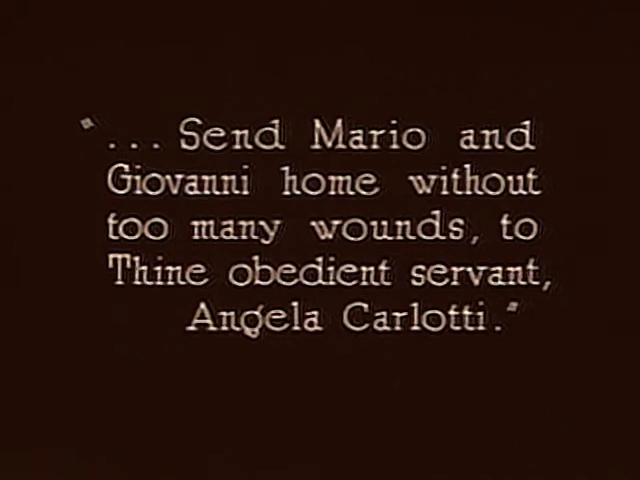 "... Send Mario and
Giovanni home without
too many wounds, to
Thine obedient servant,
Angela Carlotti."